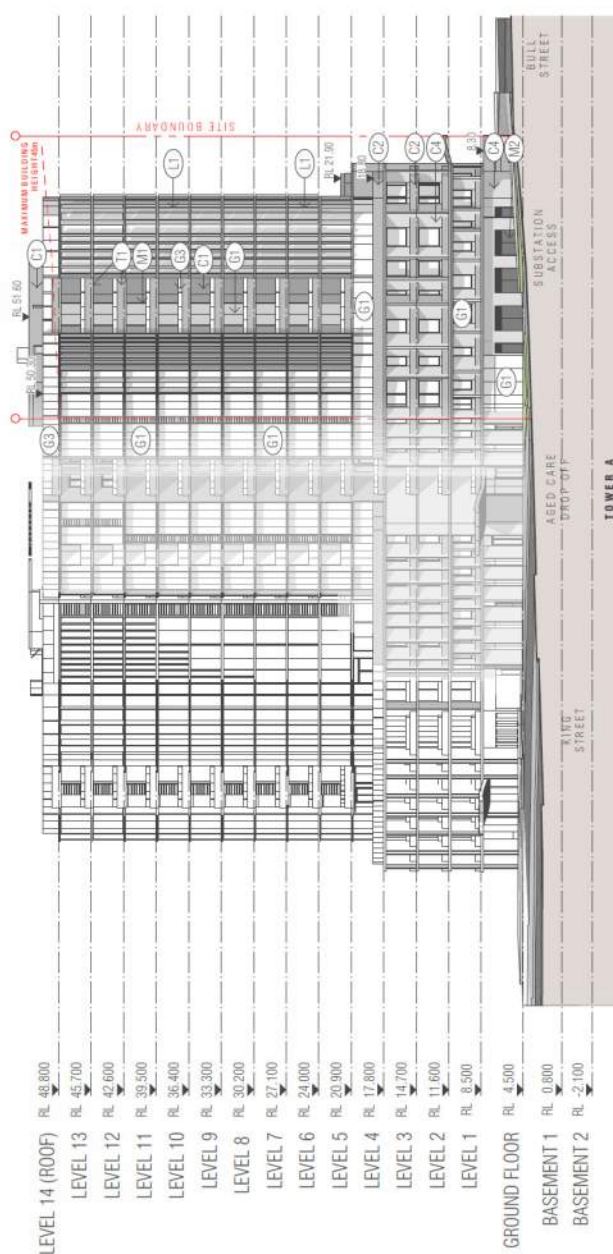 LEVEL 14 (ROOF) RL 48.800
LEVEL 13 RL 45.700
LEVEL 12 RL 42.600
LEVEL 11 RL 39.500
LEVEL 10 RL 36.400
LEVEL 9 RL 33.300
LEVEL 8 RL 30.200
LEVEL 7 RL 27.100
LEVEL 6 RL 24.000
LEVEL 5 RL 20.900
LEVEL 4 RL 17.800
LEVEL 3 RL 14.700
LEVEL 2 RL 11.600
LEVEL 1 RL 8.500
GROUND FLOOR RL 4.500
BASEMENT 1 RL 0.800
BASEMENT 2 RL -2.100
MAXIMUM BUILDING
HEIGHT 45m
SITE BOUNDARY
RL 51.60
C1
G3
T1
M1
G3
C1
G1
G1
G1
L1
L1
RL 21.90
G1
C2
C2
C4
G1
8.30
C4
M2
G1
KING
STREET
AGED CARE
DROP OFF
SUBSTATION
ACCESS
BULL
STREET
TOWER A